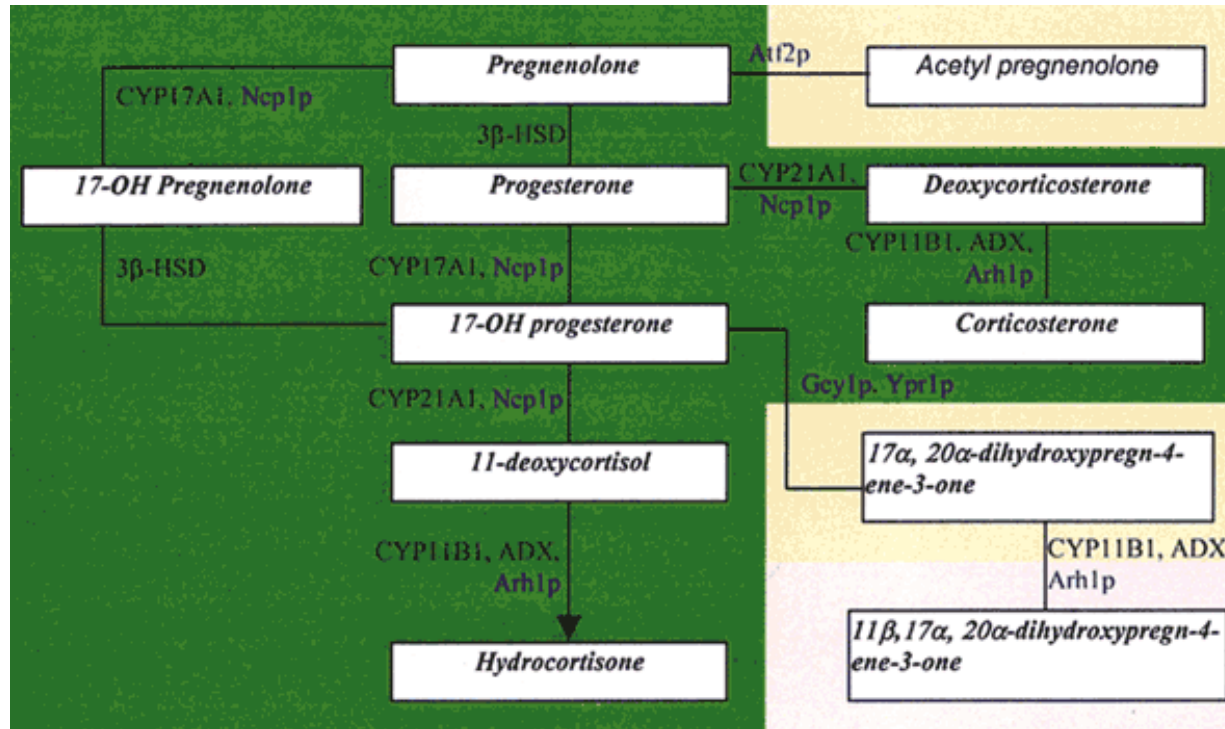 Pregnenolone
Atf2p
Acetyl pregnenolone
CYP17A1, Ncp1p
3β-HSD
17-OH Pregnenolone
Progesterone
CYP21A1,
Ncp1p
Deoxycorticosterone
3β-HSD
CYP17A1, Ncp1p
CYP11B1, ADX,
Arh1p
17-OH progesterone
Corticosterone
Gcy1p. Ypr1p
CYP21A1, Ncp1p
11-deoxycortisol
17α, 20α-dihydroxypregn-4-
ene-3-one
CYP11B1, ADX,
Arh1p
CYP11B1, ADX
Arh1p
Hydrocortisone
11β,17α, 20α-dihydroxypregn-4-
ene-3-one